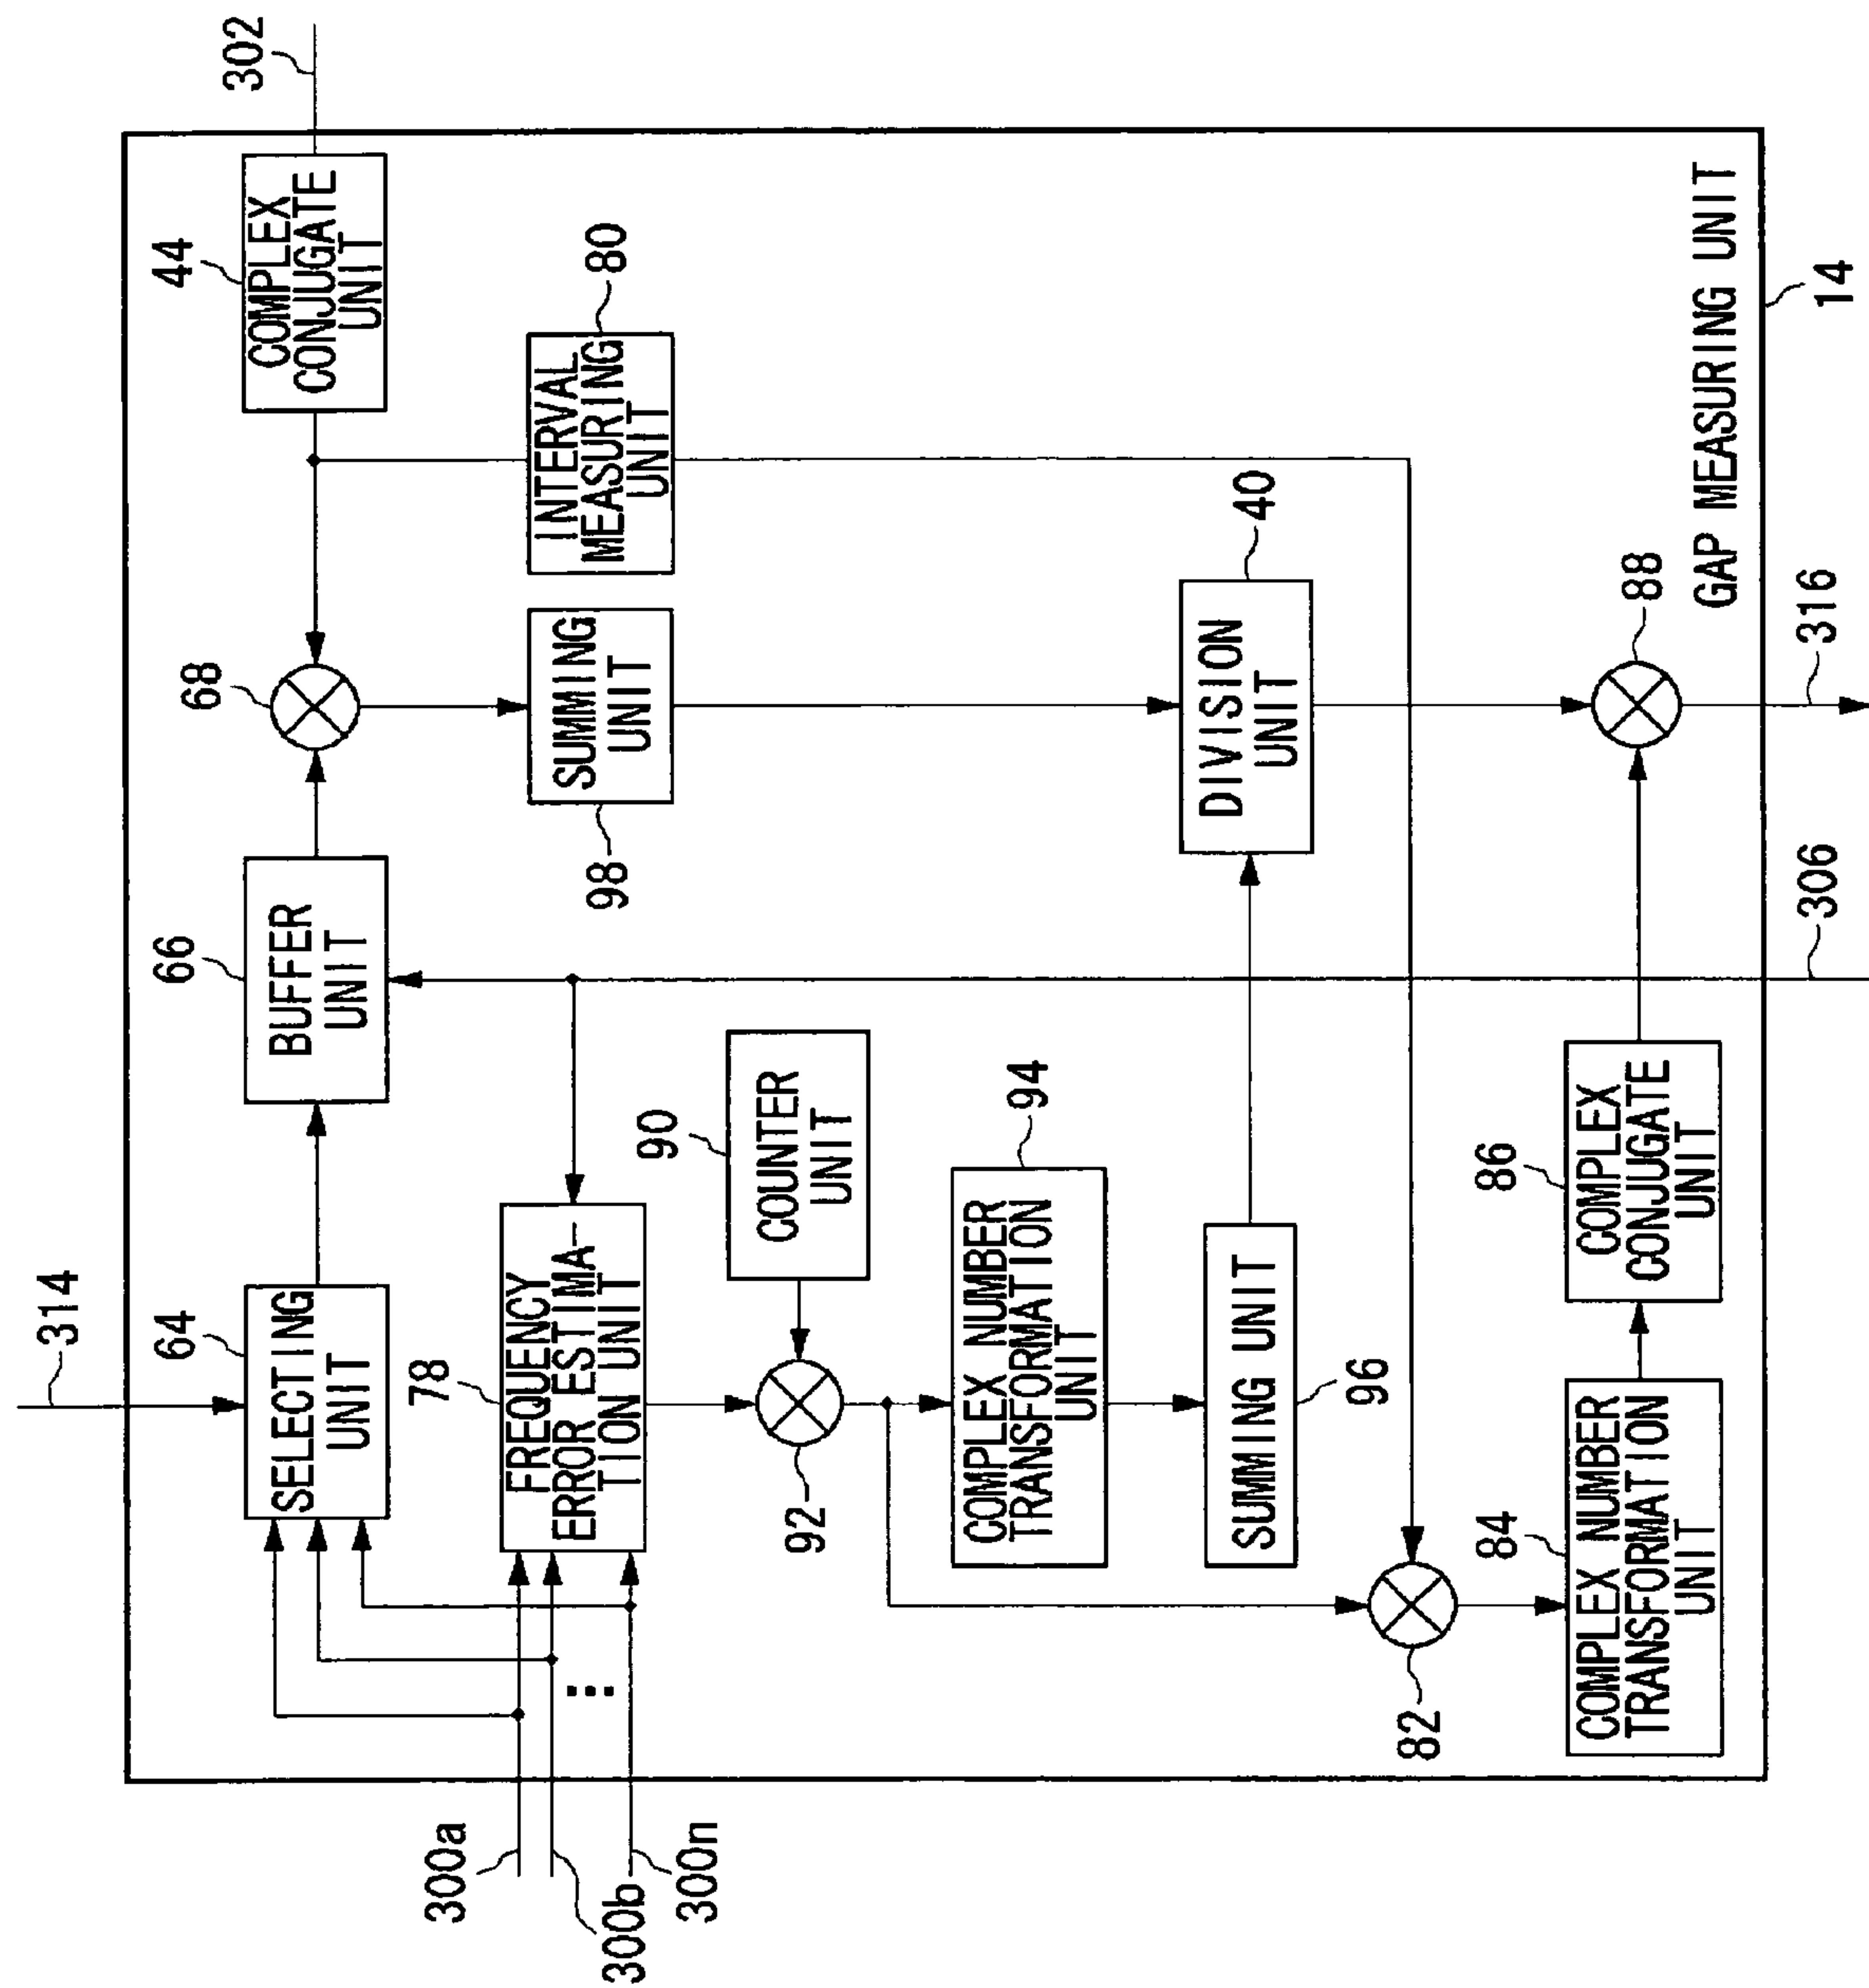 314
64
SELECTING
UNIT
66
BUFFER
UNIT
68
44
COMPLEX
CONJUGATE
UNIT
302
78
FREQUENCY
ERROR ESTIMA-
TION UNIT
98
SUMMING
UNIT
80
INTERVAL
MEASURING
UNIT
300a
300b
300n
90
COUNTER
UNIT
92
94
COMPLEX NUMBER
TRANSFORMATION
UNIT
96
SUMMING UNIT
40
DIVISION
UNIT
82
84
COMPLEX NUMBER
TRANSFORMATION
UNIT
86
COMPLEX
CONJUGATE
UNIT
88
306
316
GAP MEASURING UNIT
14